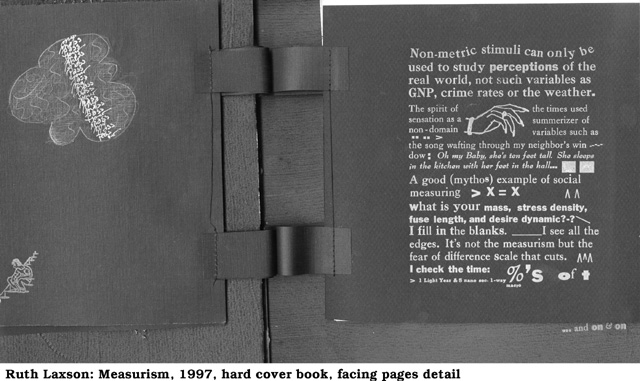 Non-metric stimuli can only be
used to study perceptions of the
real world, not such variables as
GNP, crime rates or the weather.
The spirit of
sensation as a
non-domain
the times used
summerizer of
variables such as
the song wafting through my neighbor's win
dow: Oh my Baby, she's ten feet tall. She sleeps
in the kitchen with her feet in the hall...
A good (mythos) example of social
measuring > X = X ^ ^
What is your mass, stress density,
fuse length, and desire dynamic?-?
I fill in the blanks. _____I see all the
edges. It's not the measurism but the
fear of difference scale that cuts. ^^^
I check the time: %'s of t
> 1 Light Year & 5 nano sec. 1-way
... and on & on
Ruth Laxson: Measurism, 1997, hard cover book, facing pages detail